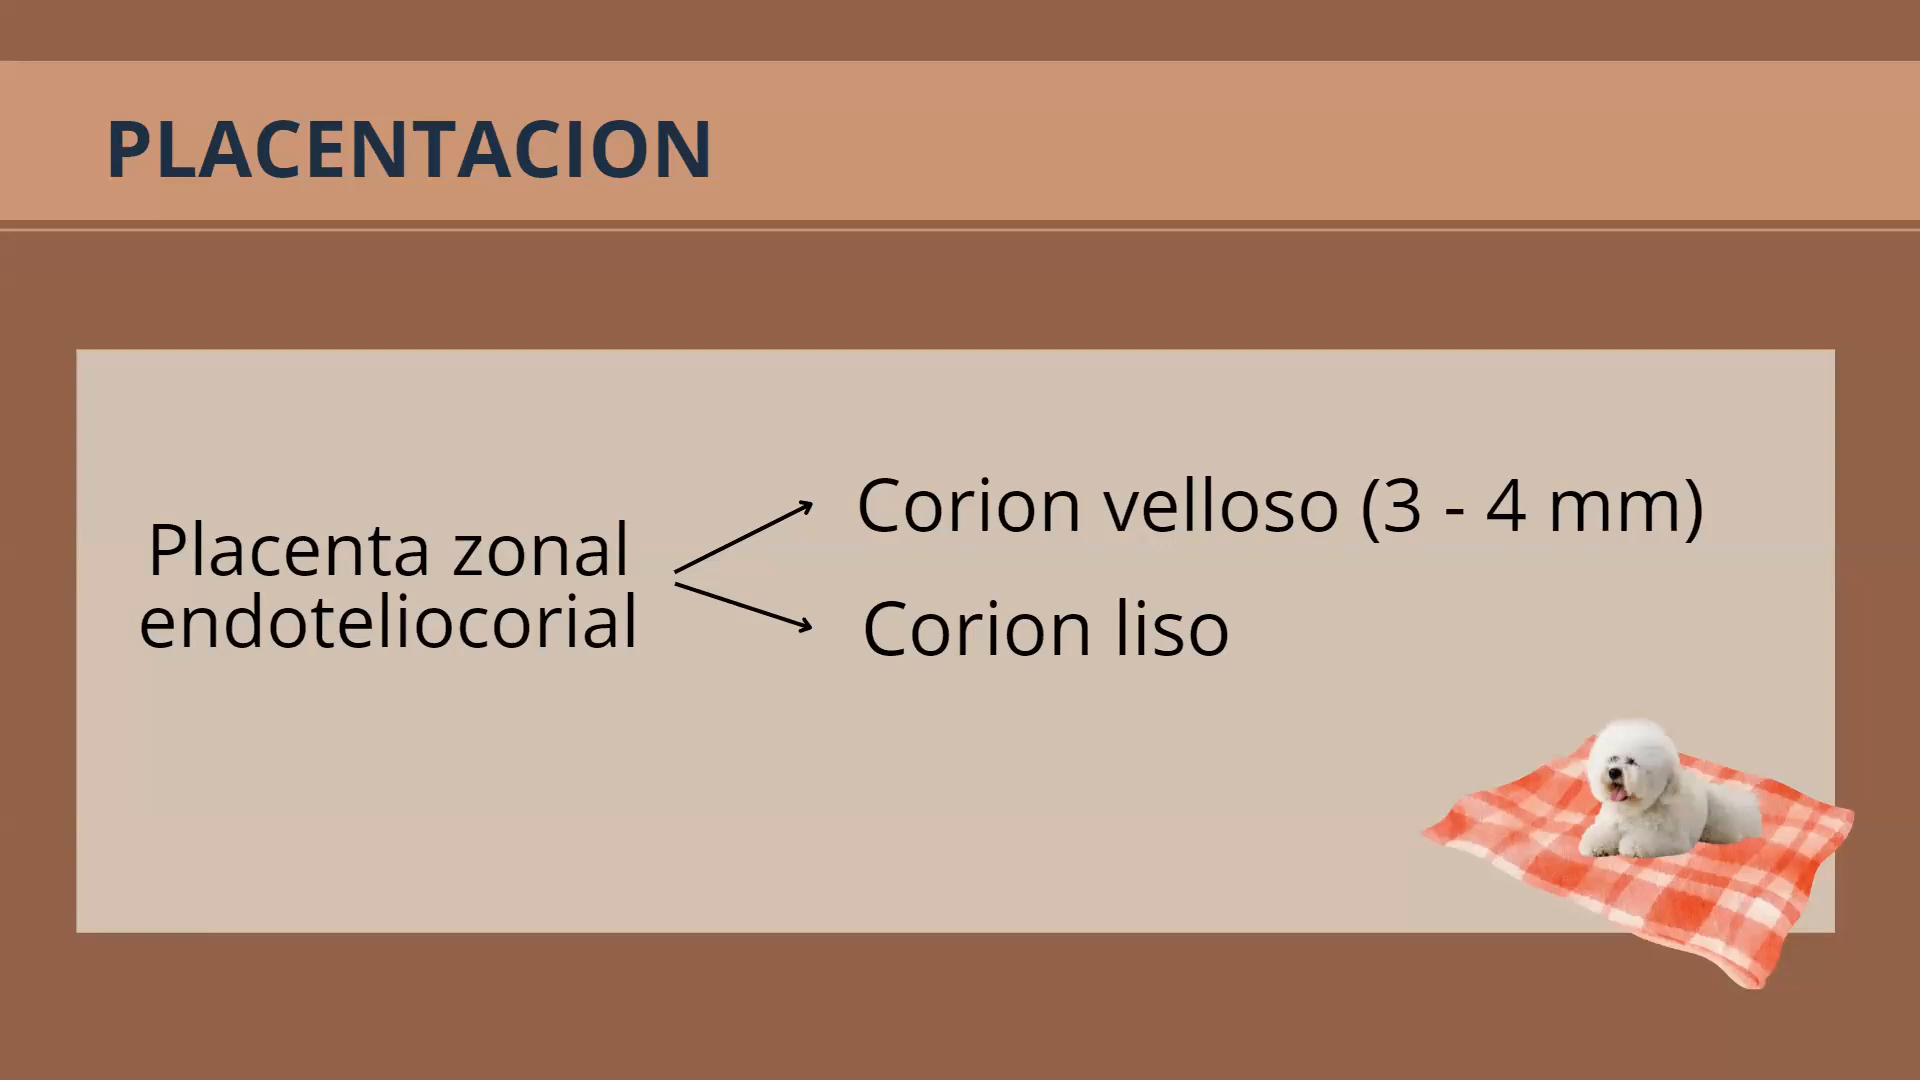 PLACENTACION
Placenta zonal
endoteliocorial
Corion velloso (3 - 4 mm)
Corion liso